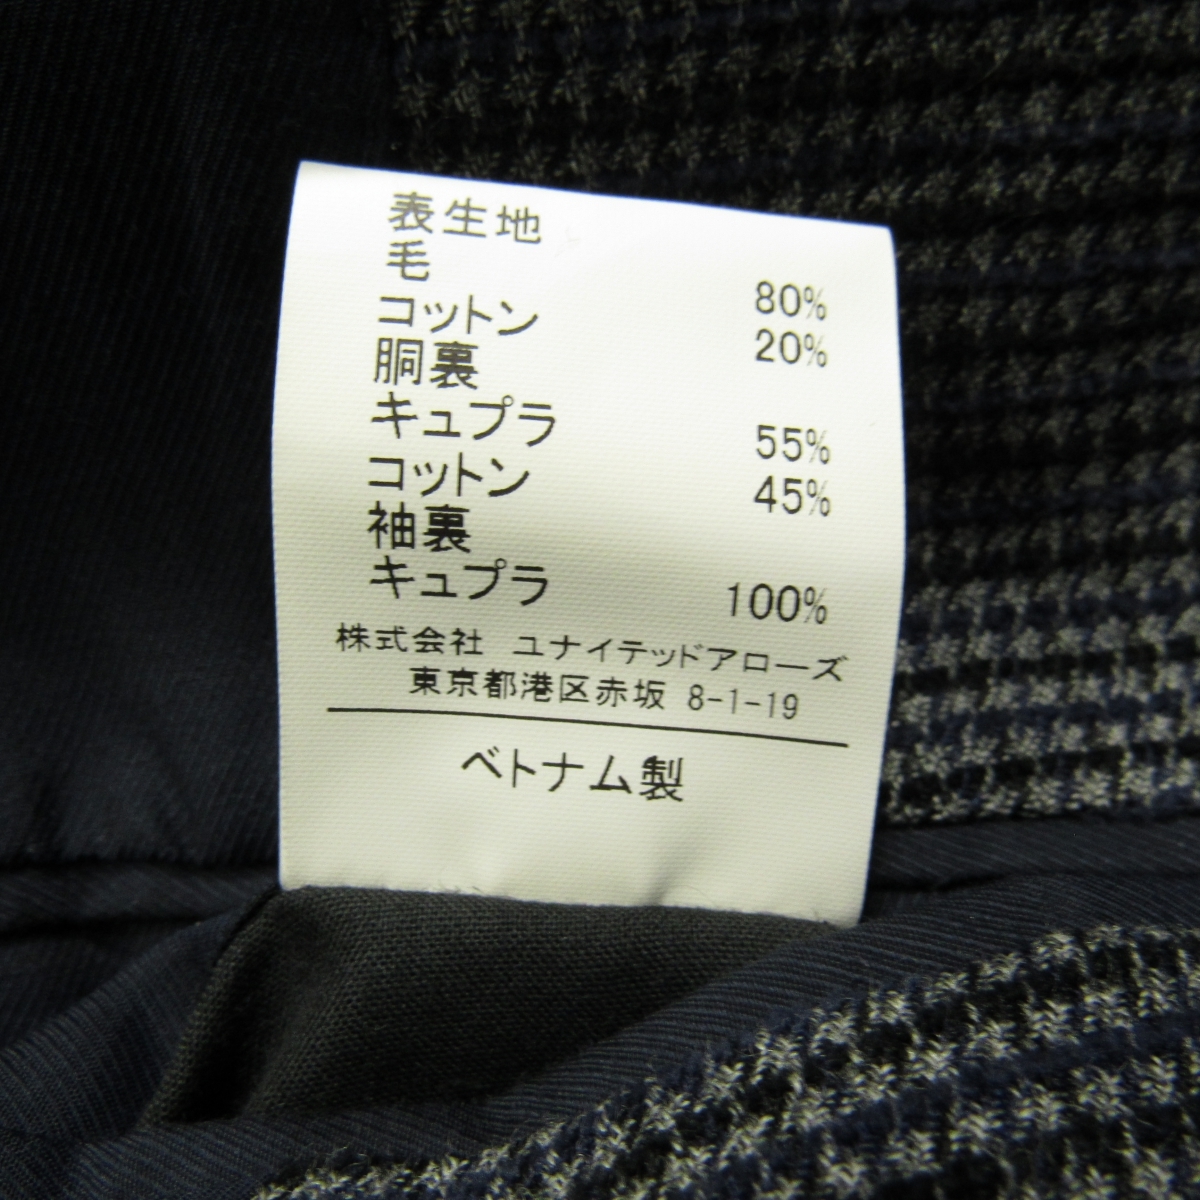 表生地
毛 80%
コットン 20%
胴裏
キュプラ 55%
コットン 45%
袖裏
キュプラ 100%
株式会社 ユナイテッドアローズ
東京都港区赤坂 8-1-19
ベトナム製